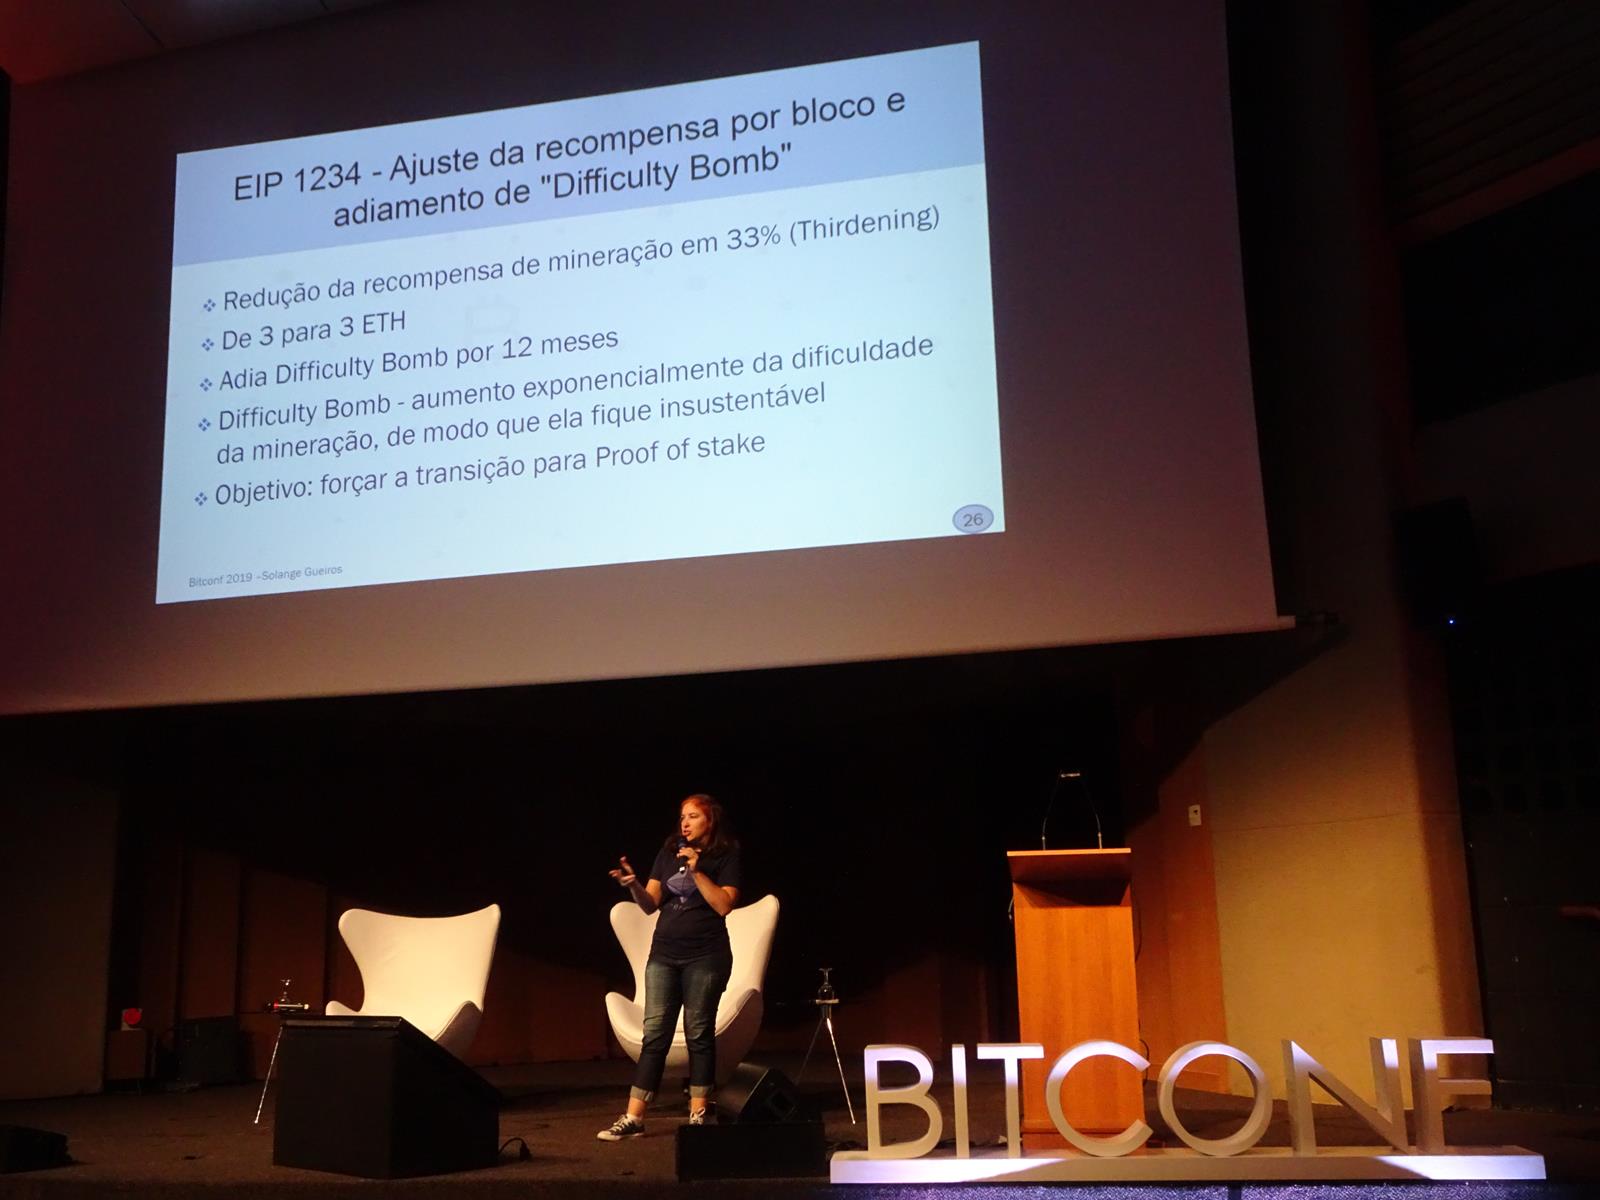 EIP 1234 - Ajuste da recompensa por bloco e
adiamento de "Difficulty Bomb"
Redução da recompensa de mineração em 33% (Thirdening)
De 3 para 3 ETH
Adia Difficulty Bomb por 12 meses
Difficulty Bomb - aumento exponencialmente da dificuldade
da mineração, de modo que ela fique insustentável
Objetivo: forçar a transição para Proof of stake
26
Bitconf 2019 –Solange Gueiros
BITCONF